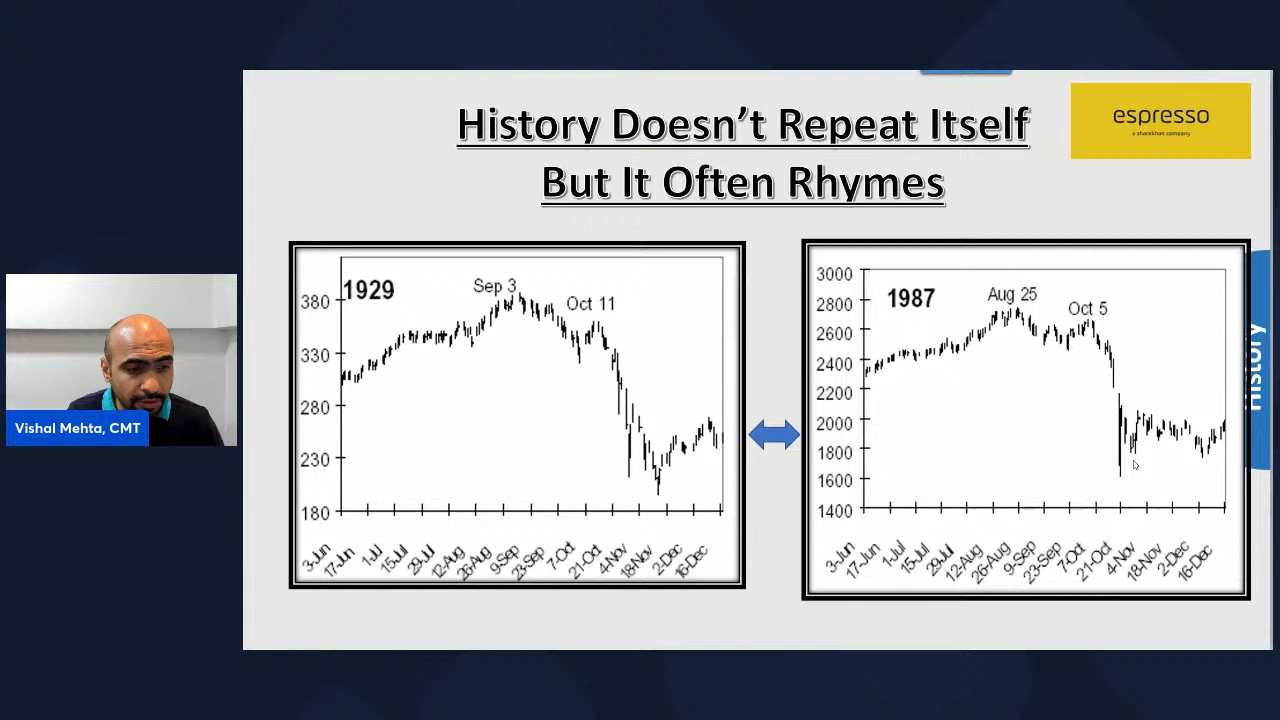 History Doesn't Repeat Itself
But It Often Rhymes
espresso
a sharekhan company
1929
Sep 3
Oct 11
380
330
280
230
180
3-Jun
17-Jun
1-Jul
15-Jul
29-Jul
12-Aug
26-Aug
9-Sep
23-Sep
7-Oct
21-Oct
4-Nov
18-Nov
2-Dec
16-Dec
1987
Aug 25
Oct 5
3000
2800
2600
2400
2200
2000
1800
1600
1400
3-Jun
17-Jun
1-Jul
15-Jul
29-Jul
12-Aug
26-Aug
9-Sep
23-Sep
7-Oct
21-Oct
4-Nov
18-Nov
2-Dec
16-Dec
History
Vishal Mehta, CMT